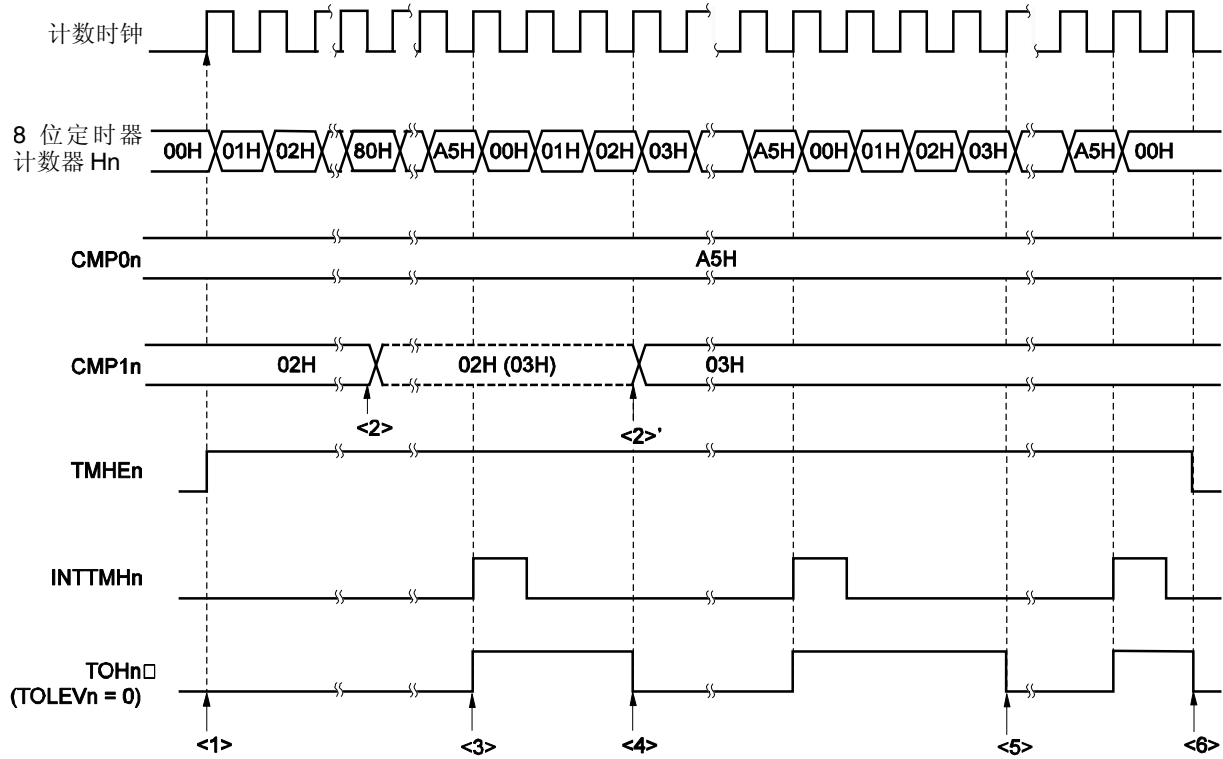 计数时钟
8 位定时器
计数器 Hn
00H 01H 02H 80H A5H 00H 01H 02H 03H A5H 00H 01H 02H 03H A5H 00H
CMP0n
A5H
CMP1n
02H 02H (03H) 03H
<2> <2>'
TMHEn
INTTMHn
TOHn□
(TOLEVn = 0)
<1> <3> <4> <5> <6>